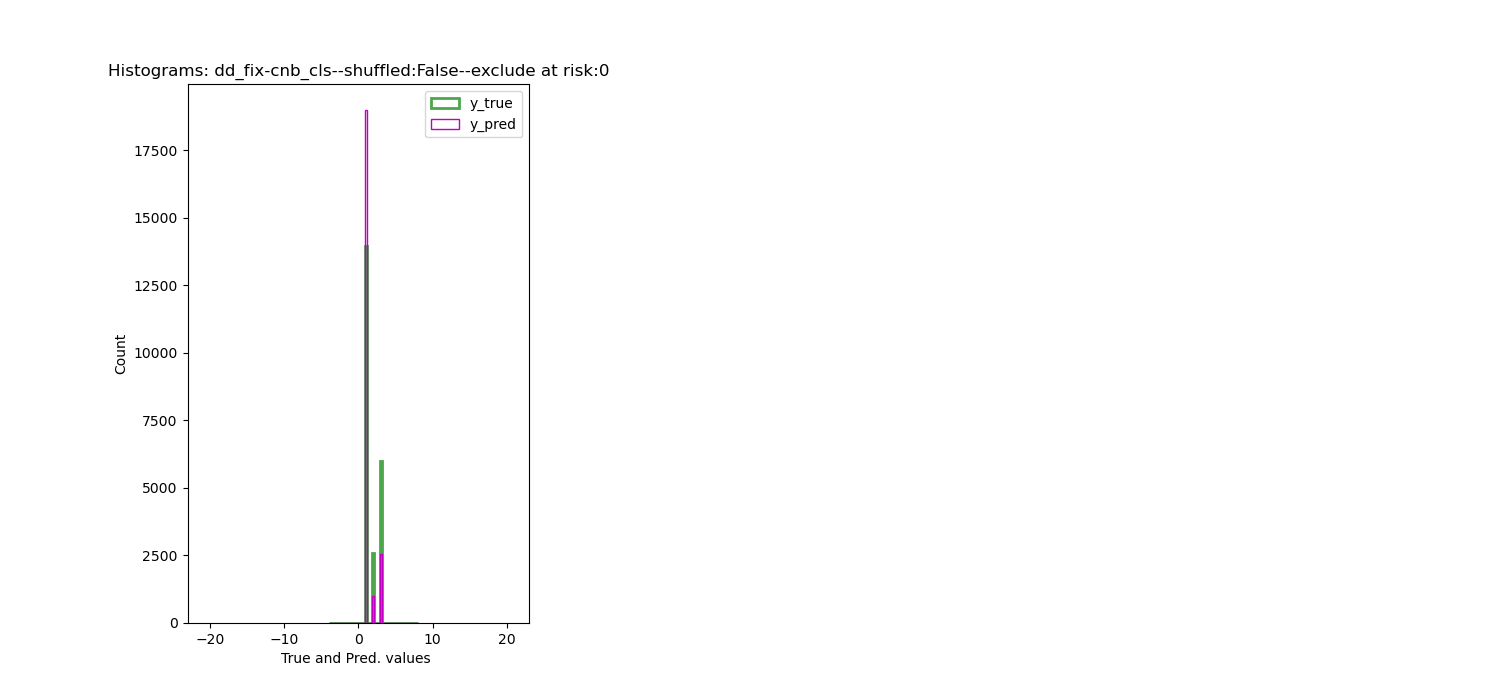 Histograms: dd_fix-cnb_cls--shuffled:False--exclude at risk:0
y_true
y_pred
17500
15000
12500
10000
7500
5000
2500
0
Count
−20
−10
0
10
20
True and Pred. values